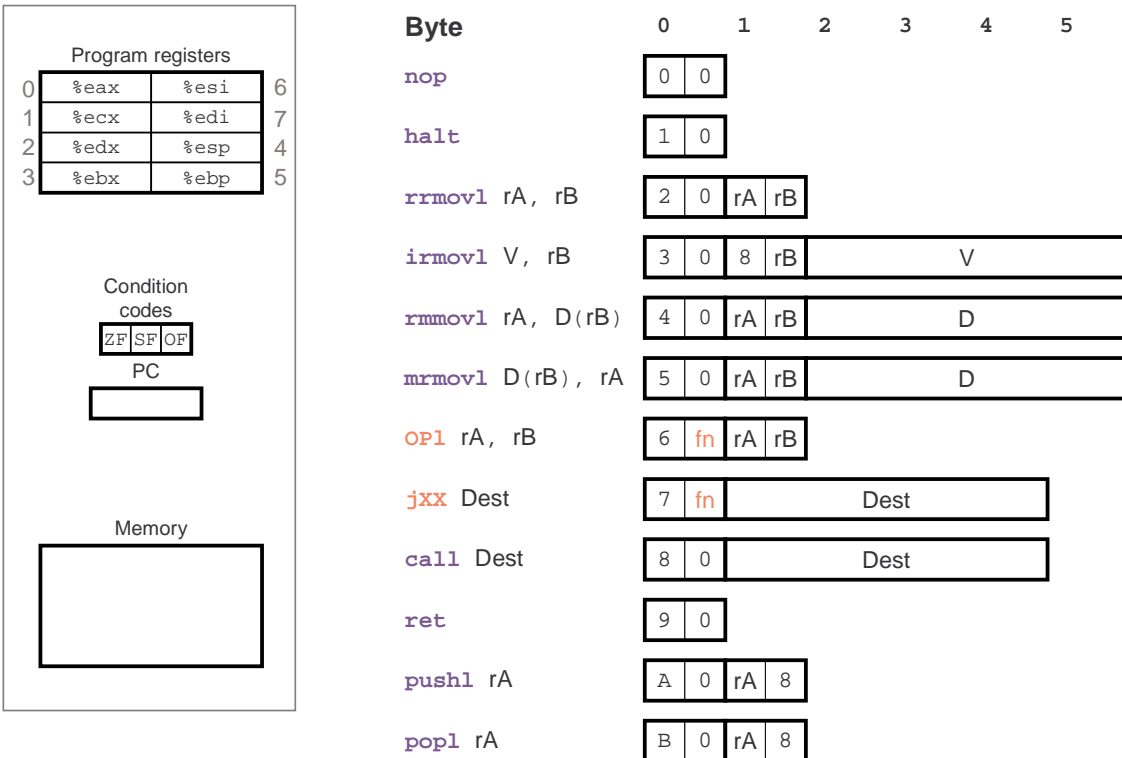 Program registers
0 %eax %esi 6
1 %ecx %edi 7
2 %edx %esp 4
3 %ebx %ebp 5
Condition
codes
ZF SF OF
PC
Memory
Byte 0 1 2 3 4 5
nop 0 0
halt 1 0
rrmovl rA, rB 2 0 rA rB
irmovl V, rB 3 0 8 rB V
rmmovl rA, D(rB) 4 0 rA rB D
mrmovl D(rB), rA 5 0 rA rB D
OPl rA, rB 6 fn rA rB
jXX Dest 7 fn Dest
call Dest 8 0 Dest
ret 9 0
pushl rA A 0 rA 8
popl rA B 0 rA 8